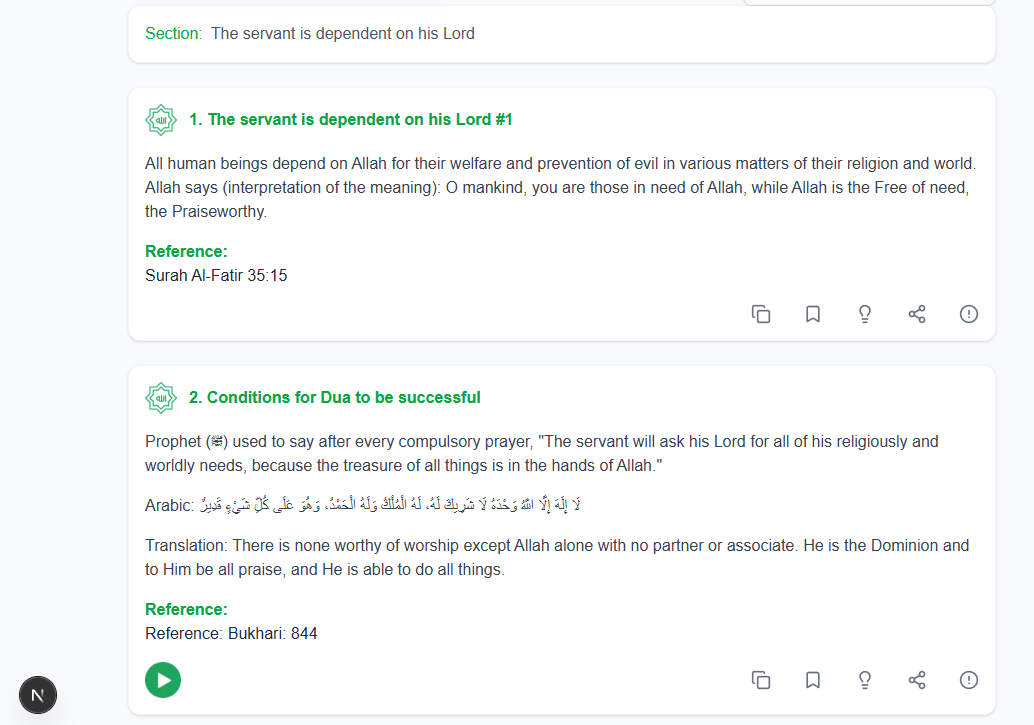 Section: The servant is dependent on his Lord
1. The servant is dependent on his Lord #1
All human beings depend on Allah for their welfare and prevention of evil in various matters of their religion and world.
Allah says (interpretation of the meaning): O mankind, you are those in need of Allah, while Allah is the Free of need,
the Praiseworthy.
Reference:
Surah Al-Fatir 35:15
2. Conditions for Dua to be successful
Prophet (ﷺ) used to say after every compulsory prayer, "The servant will ask his Lord for all of his religiously and
worldly needs, because the treasure of all things is in the hands of Allah."
Arabic: لَا إِلَهَ إِلَّا اللَّهُ وَحْدَهُ لَا شَرِيكَ لَهُ، لَهُ الْمُلْكُ وَلَهُ الْحَمْدُ، وَهُوَ عَلَى كُلِّ شَيْءٍ قَدِيرٌ
Translation: There is none worthy of worship except Allah alone with no partner or associate. He is the Dominion and
to Him be all praise, and He is able to do all things.
Reference:
Reference: Bukhari: 844
N